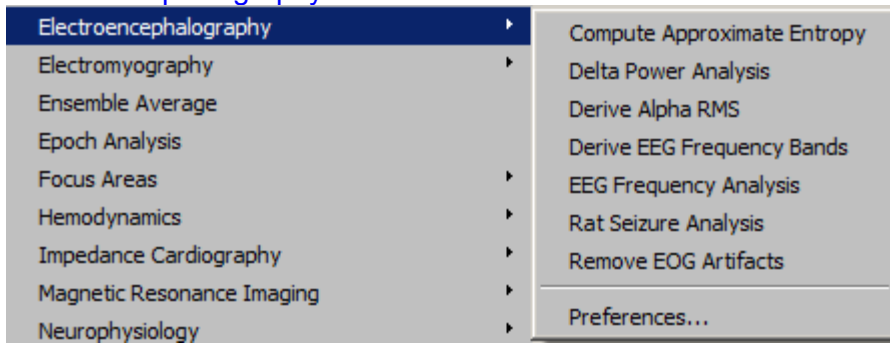 Electroencephalography
Electromyography
Ensemble Average
Epoch Analysis
Focus Areas
Hemodynamics
Impedance Cardiography
Magnetic Resonance Imaging
Neurophysiology
Compute Approximate Entropy
Delta Power Analysis
Derive Alpha RMS
Derive EEG Frequency Bands
EEG Frequency Analysis
Rat Seizure Analysis
Remove EOG Artifacts
Preferences...